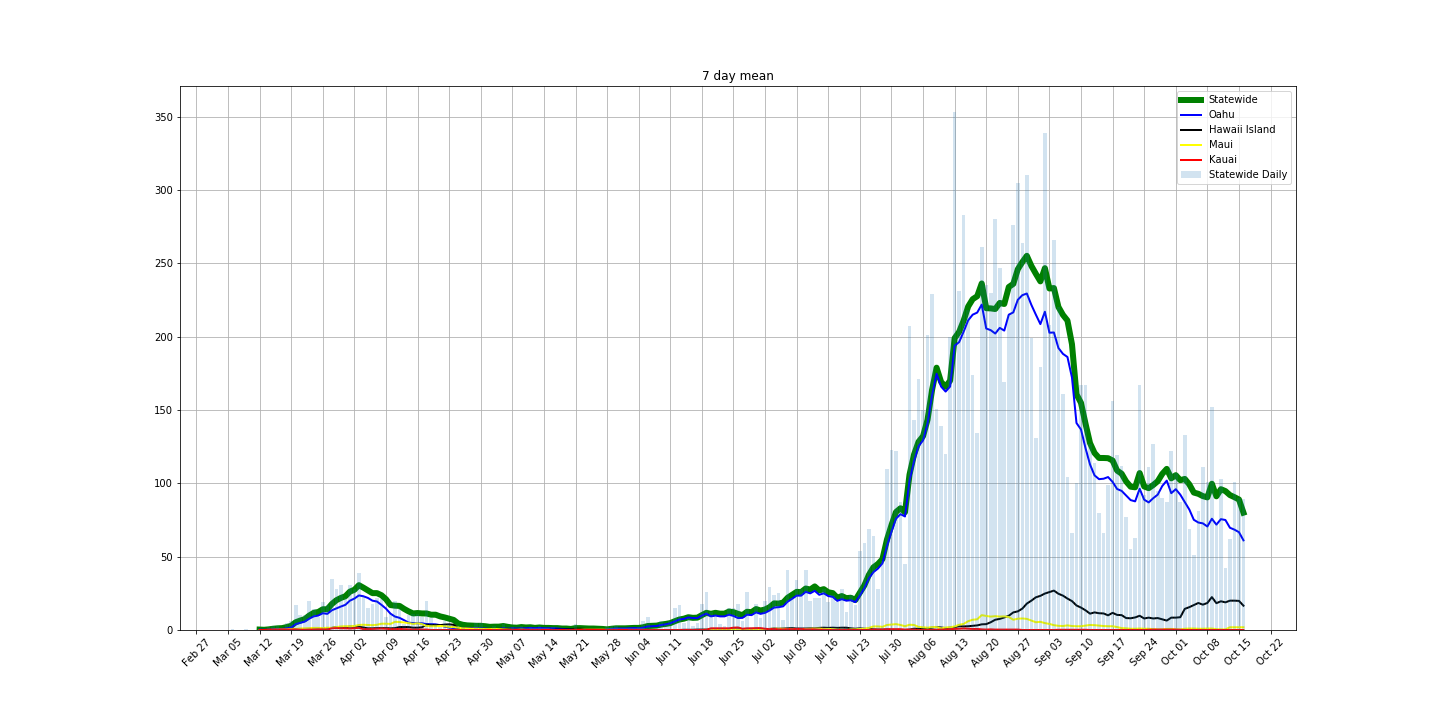 7 day mean
350
300
250
200
150
100
50
0
Statewide
Oahu
Hawaii Island
Maui
Kauai
Statewide Daily
Feb 27 Mar 05 Mar 12 Mar 19 Mar 26 Apr 02 Apr 09 Apr 16 Apr 23 Apr 30 May 07 May 14 May 21 May 28 Jun 04 Jun 11 Jun 18 Jun 25 Jul 02 Jul 09 Jul 16 Jul 23 Jul 30 Aug 06 Aug 13 Aug 20 Aug 27 Sep 03 Sep 10 Sep 17 Sep 24 Oct 01 Oct 08 Oct 15 Oct 22